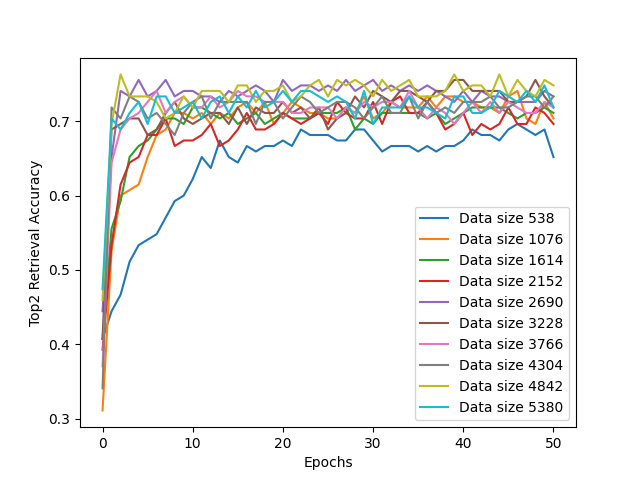 0.7
0.6
0.5
0.4
0.3
Top2 Retrieval Accuracy
0
10
20
30
40
50
Epochs
Data size 538
Data size 1076
Data size 1614
Data size 2152
Data size 2690
Data size 3228
Data size 3766
Data size 4304
Data size 4842
Data size 5380